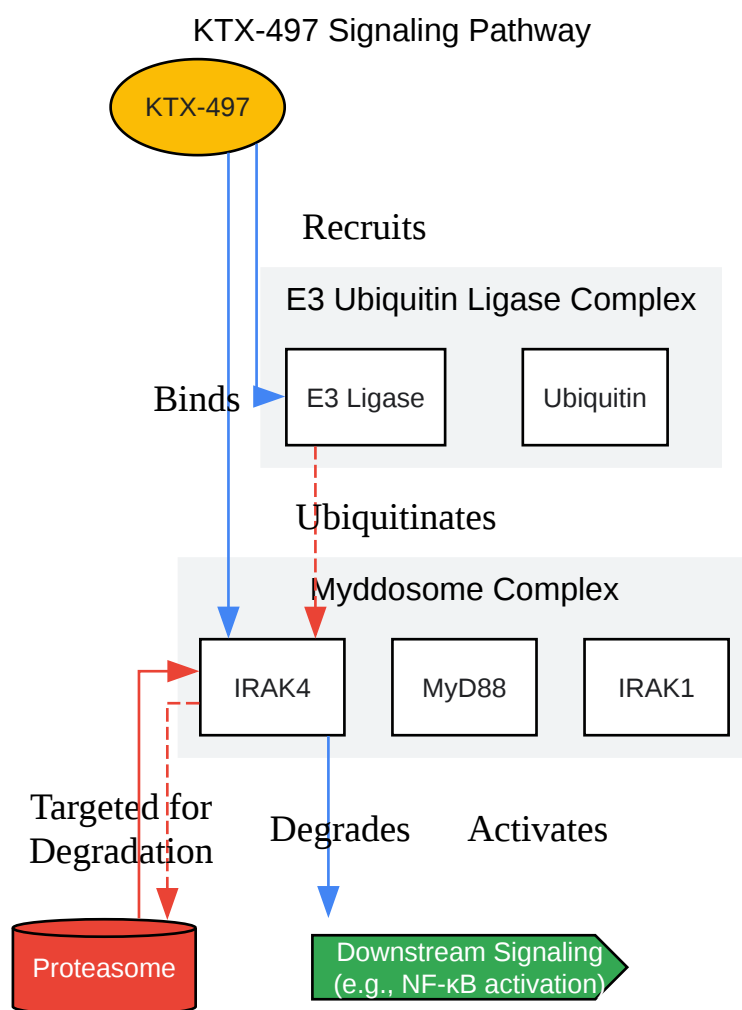 KTX-497 Signaling Pathway
KTX-497
Recruits
E3 Ubiquitin Ligase Complex
Binds
E3 Ligase
Ubiquitin
Ubiquitinates
Myddosome Complex
IRAK4
MyD88
IRAK1
Targeted for
Degradation
Degrades
Activates
Proteasome
Downstream Signaling
(e.g., NF-κB activation)